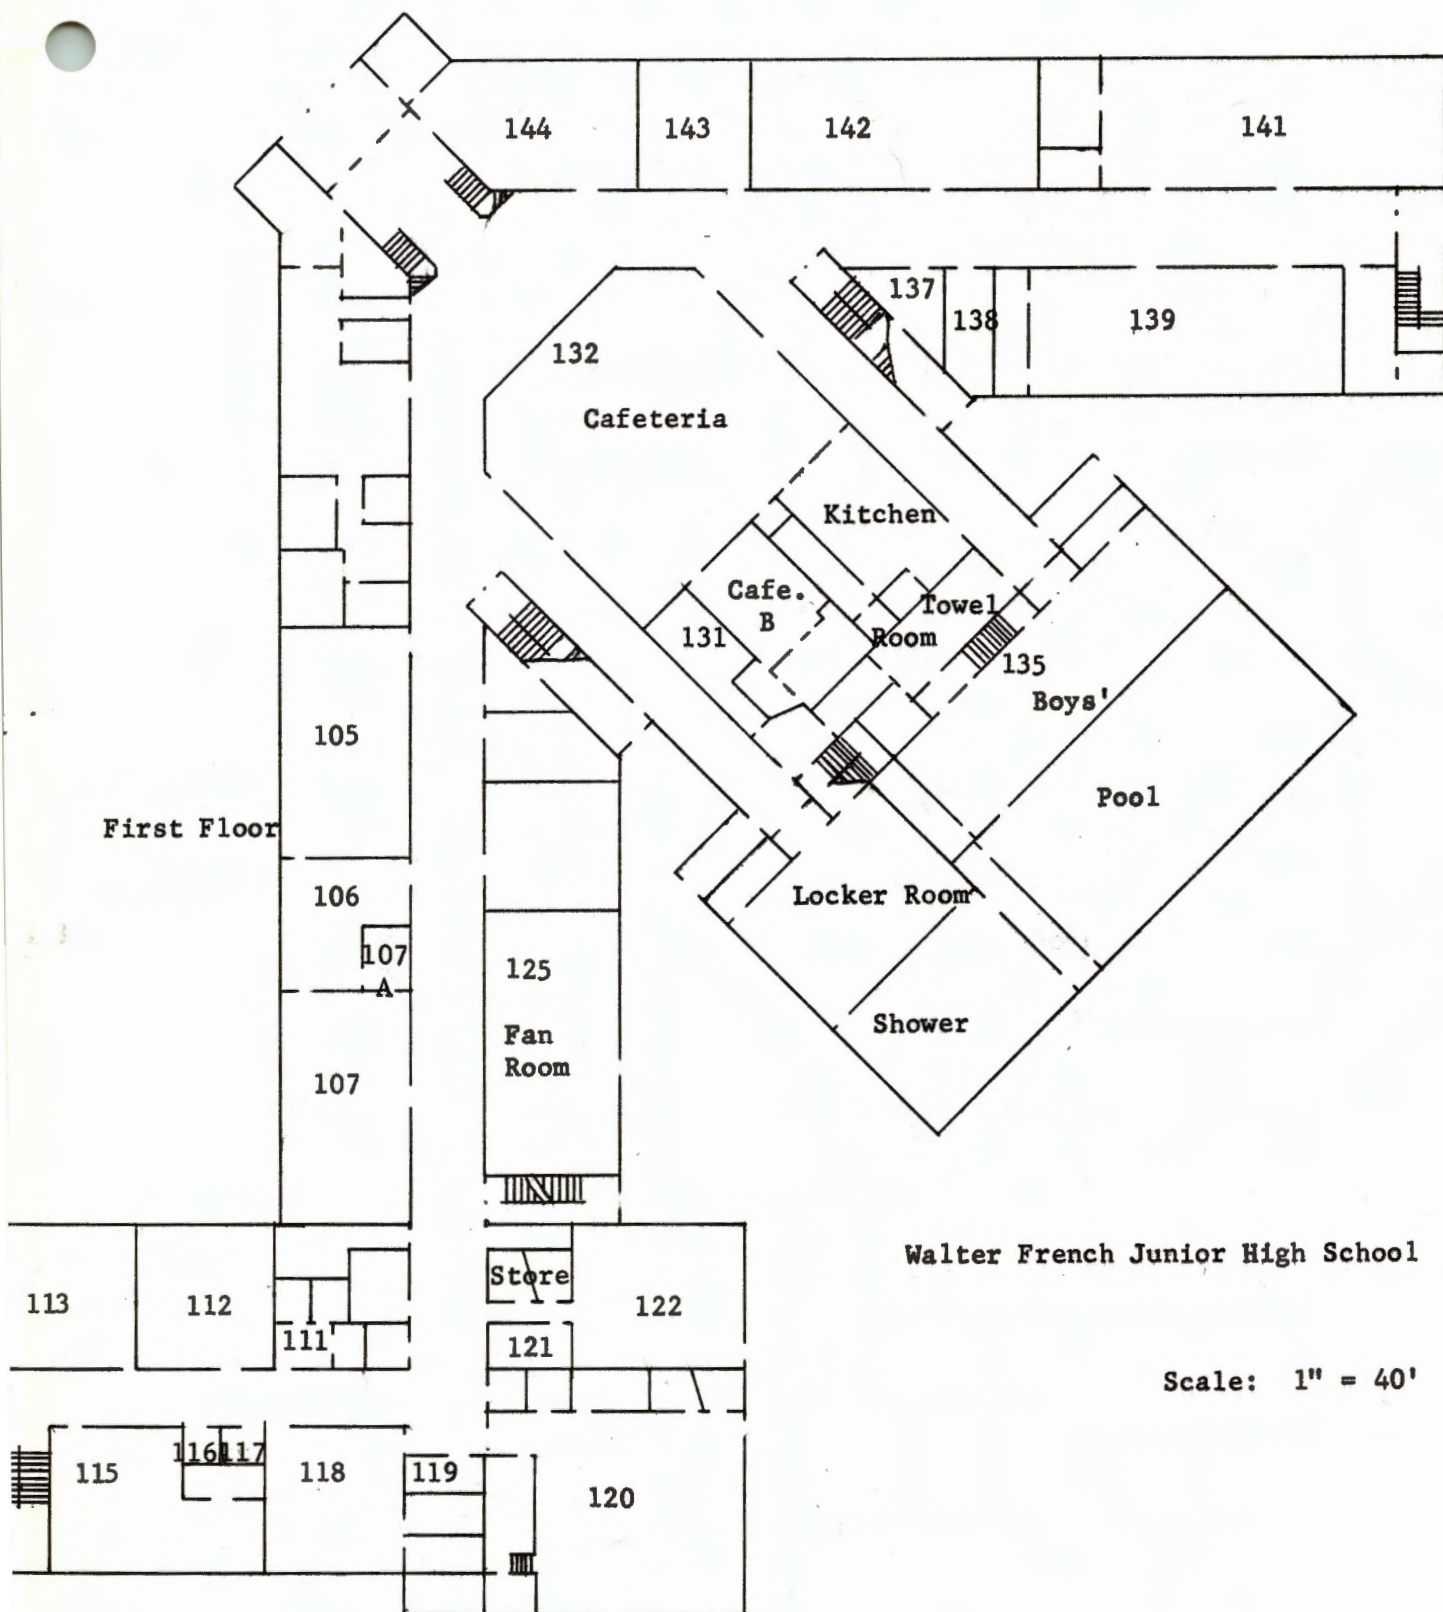 144
143
142
141
137
138
139
132
Cafeteria
Kitchen
Cafe.
B
131
Towel
Room
135
Boys'
Pool
Locker Room
Shower
105
First Floor
106
107
A
107
125
Fan
Room
Walter French Junior High School
Scale: 1" = 40'
113
112
111
Store
121
122
115
116
117
118
119
120